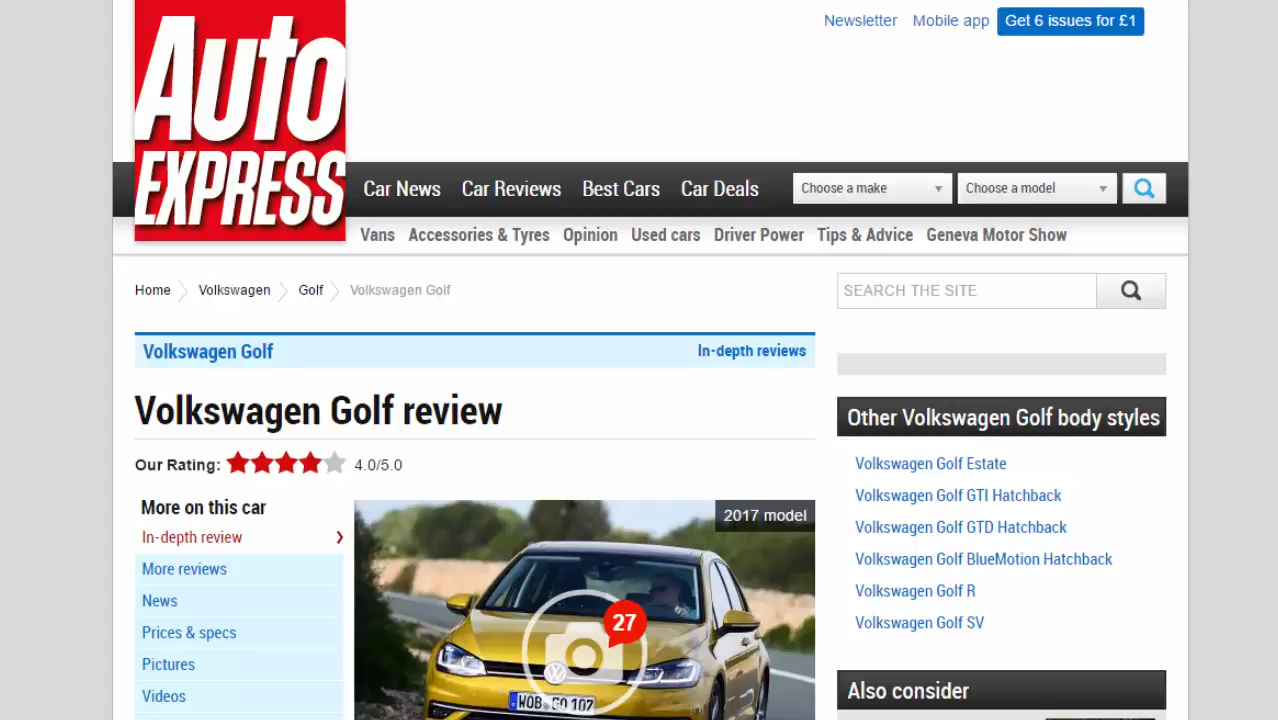 Auto
EXPRESS
Newsletter Mobile app Get 6 issues for £1
Car News Car Reviews Best Cars Car Deals Choose a make Choose a model
Vans Accessories & Tyres Opinion Used cars Driver Power Tips & Advice Geneva Motor Show
Home Volkswagen Golf Volkswagen Golf
SEARCH THE SITE
Volkswagen Golf In-depth reviews
Volkswagen Golf review
Our Rating: 4.0/5.0
More on this car
In-depth review
More reviews
News
Prices & specs
Pictures
Videos
2017 model
27
WOB GO 107
Other Volkswagen Golf body styles
Volkswagen Golf Estate
Volkswagen Golf GTI Hatchback
Volkswagen Golf GTD Hatchback
Volkswagen Golf BlueMotion Hatchback
Volkswagen Golf R
Volkswagen Golf SV
Also consider